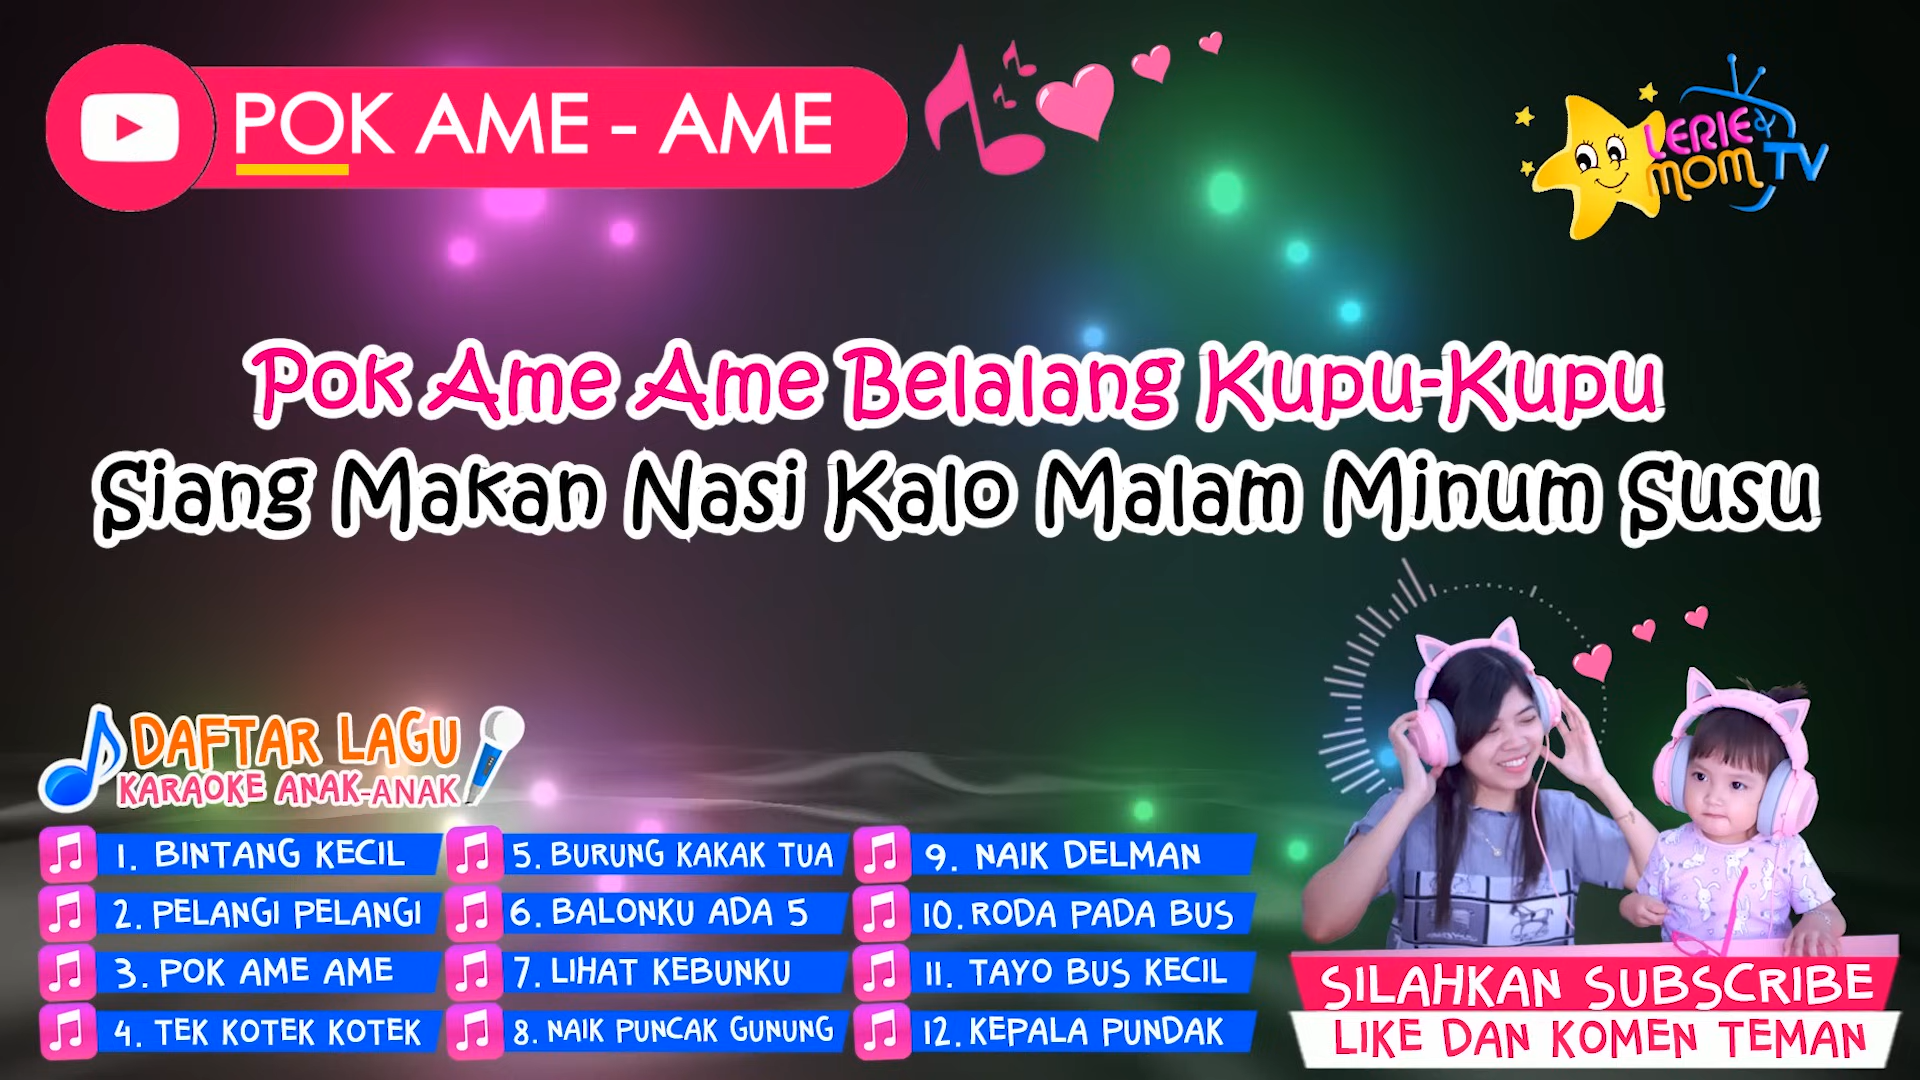 POK AME - AME
LERIE &
MOM TV
Pok Ame Ame Belalang Kupu-Kupu
Siang Makan Nasi Kalo Malam Minum Susu
DAFTAR LAGU
KARAOKE ANAK-ANAK
1. BINTANG KECIL
2. PELANGI PELANGI
3. POK AME AME
4. TEK KOTEK KOTEK
5. BURUNG KAKAK TUA
6. BALONKU ADA 5
7. LIHAT KEBUNKU
8. NAIK PUNCAK GUNUNG
9. NAIK DELMAN
10. RODA PADA BUS
11. TAYO BUS KECIL
12. KEPALA PUNDAK
SILAHKAN SUBSCRIBE
LIKE DAN KOMEN TEMAN